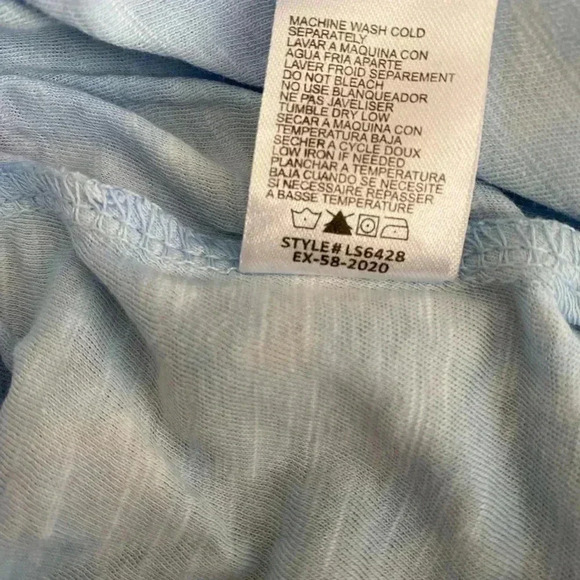 MACHINE WASH COLD
SEPARATELY
LAVAR A MAQUINA CON
AGUA FRIA APARTE
LAVER FROID SEPAREMENT
DO NOT BLEACH
NO USE BLANQUEADOR
NE PAS JAVELISER
TUMBLE DRY LOW
SECAR A MAQUINA CON
TEMPERATURA BAJA
SECHER A CYCLE DOUX
LOW IRON IF NEEDED
PLANCHAR A TEMPERATURA
BAJA CUANDO SE NECESITE
SI NECESSAIRE REPASSER
A BASSE TEMPERATURE
STYLE# LS6428
EX-58-2020